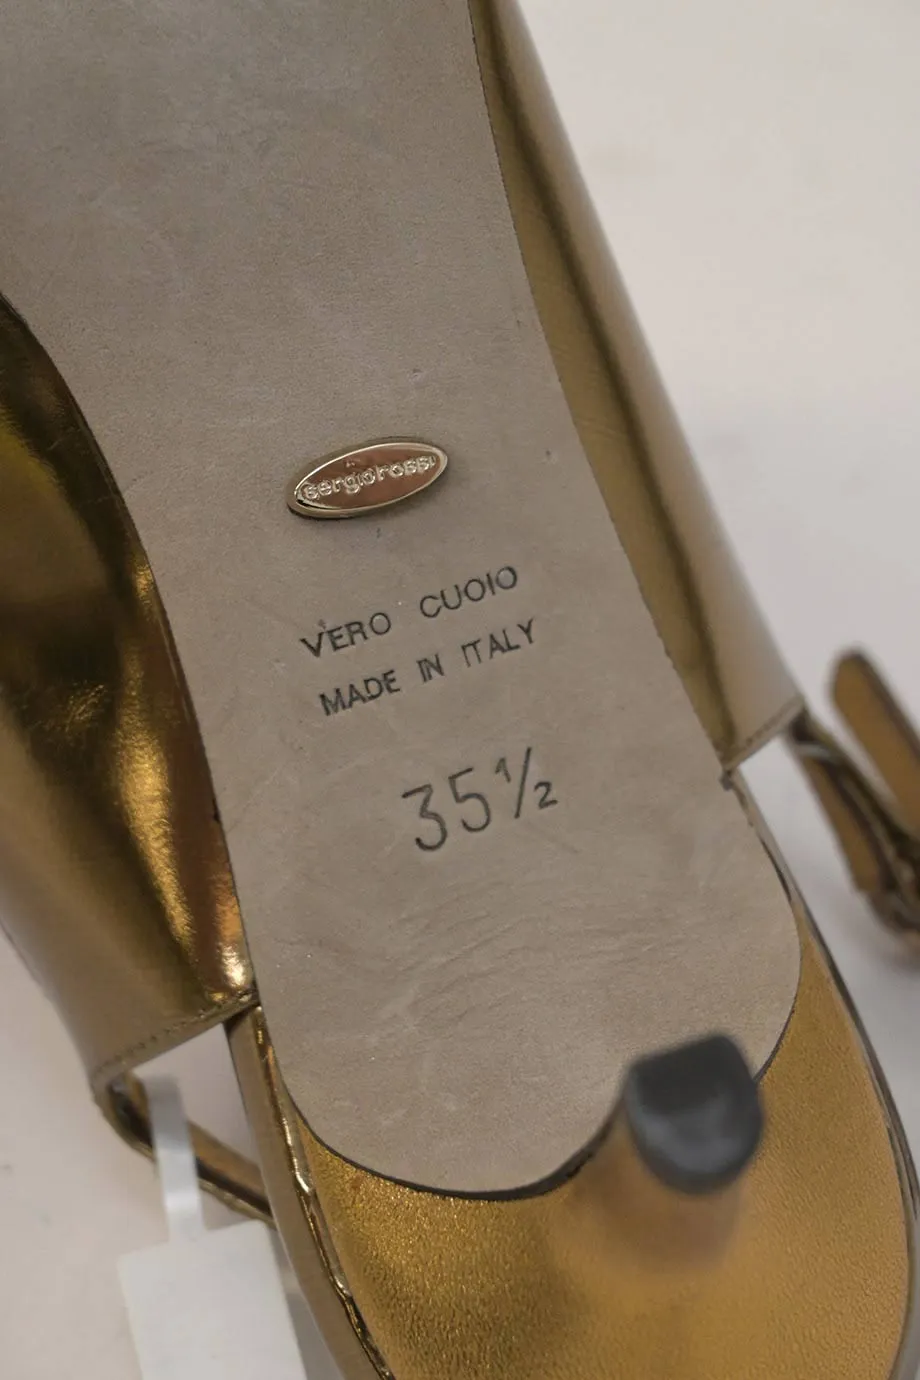 sergiorossi
VERO CUOIO
MADE IN ITALY
35½